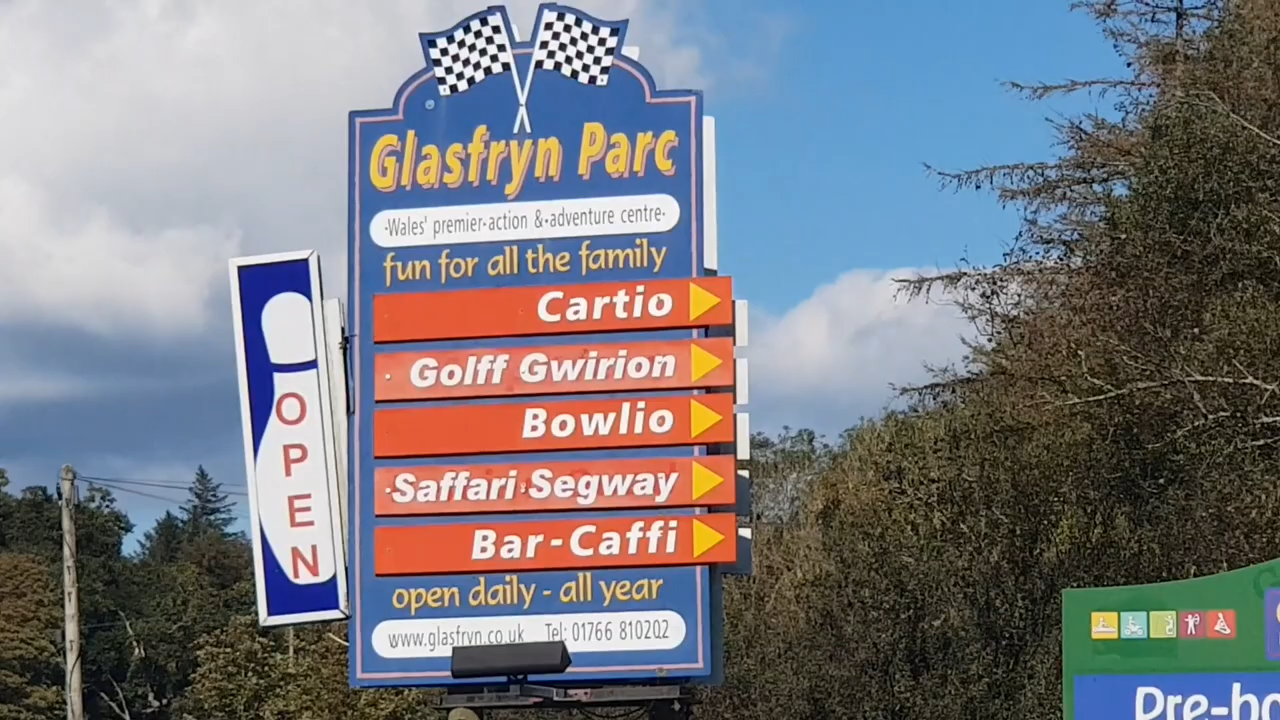 Glasfryn Parc
·Wales' premier·action &·adventure centre·
fun for all the family
Cartio
Golff Gwirion
Bowlio
Saffari Segway
Bar-Caffi
open daily - all year
www.glasfryn.co.uk Tel: 01766 810202
OPEN